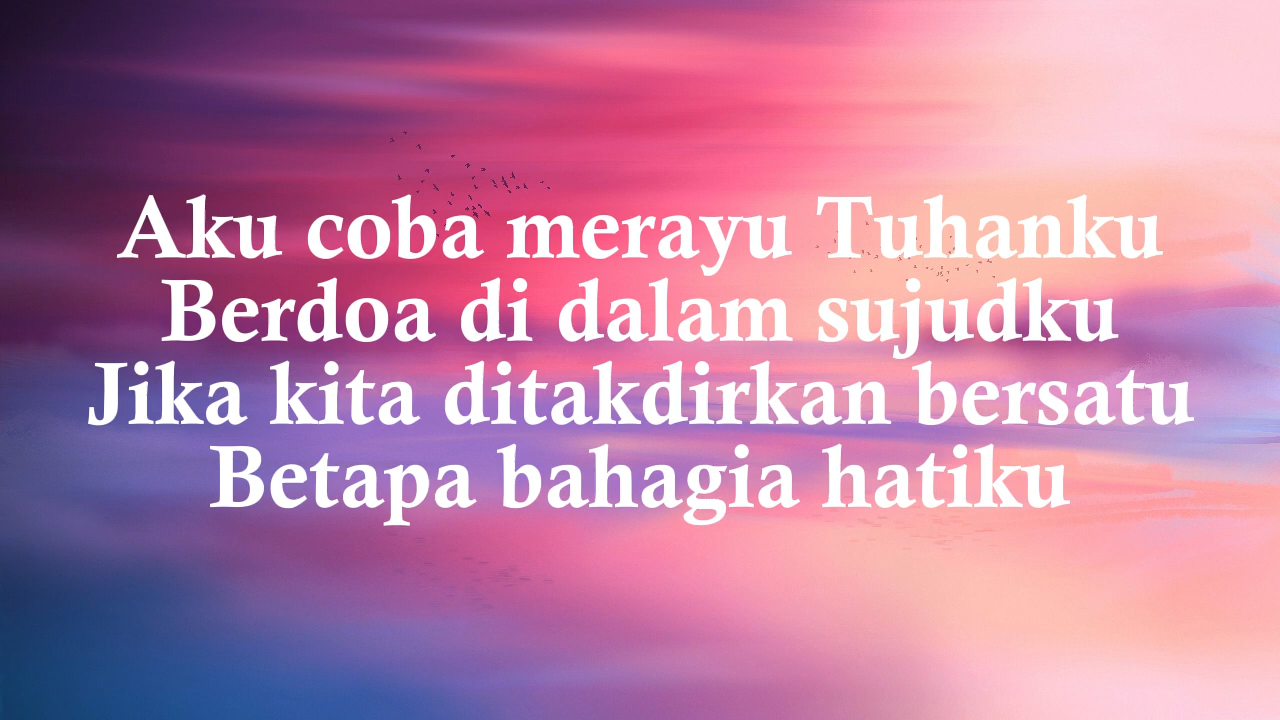 Aku coba merayu Tuhanku
Berdoa di dalam sujudku
Jika kita ditakdirkan bersatu
Betapa bahagia hatiku